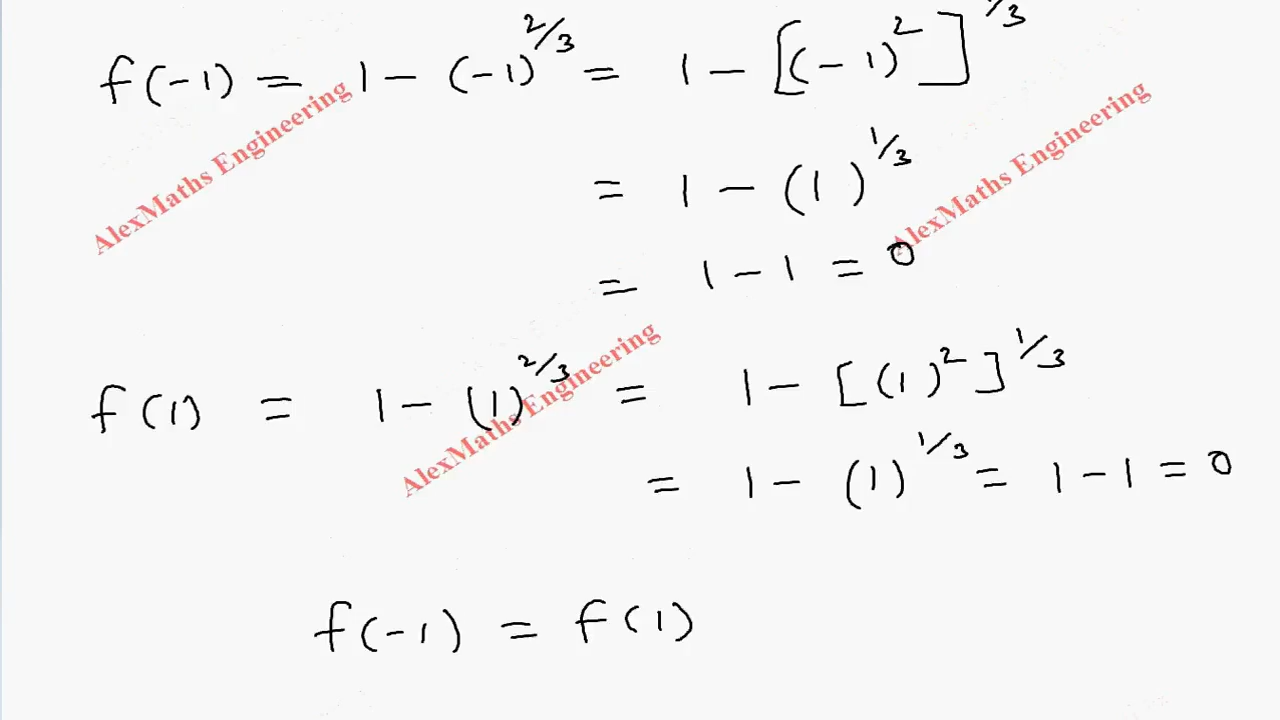 f(-1) = 1 - (-1)^2/3 = 1 - [(-1)^2]^1/3
AlexMaths Engineering
AlexMaths Engineering
= 1 - (1)^1/3
= 1 - 1 = 0
AlexMaths Engineering
f(1) = 1 - (1)^2/3 = 1 - [(1)^2]^1/3
= 1 - (1)^1/3 = 1 - 1 = 0
f(-1) = f(1)